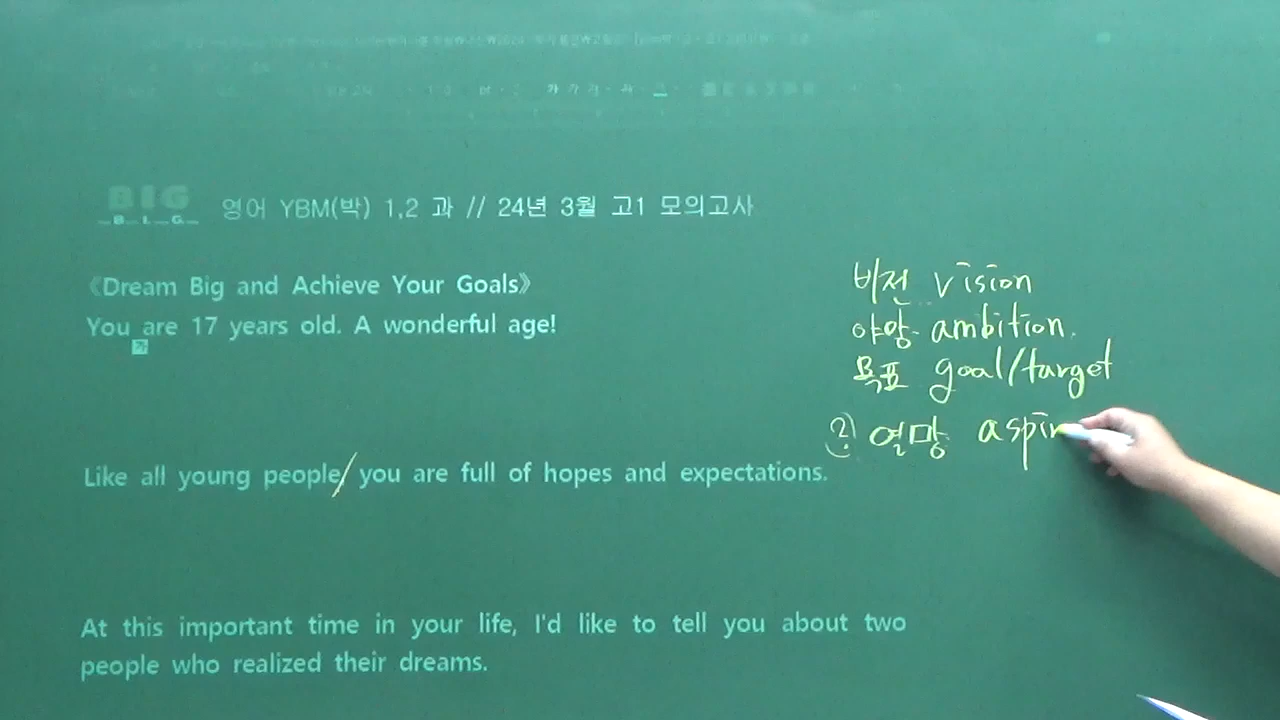 BIG
B I G
영어 YBM(박) 1,2 과 // 24년 3월 고1 모의고사
《Dream Big and Achieve Your Goals》
You are 17 years old. A wonderful age!
가
Like all young people/ you are full of hopes and expectations.
At this important time in your life, I'd like to tell you about two
people who realized their dreams.
비전 vision
야망 ambition.
목표 goal/target
② 열망 aspir